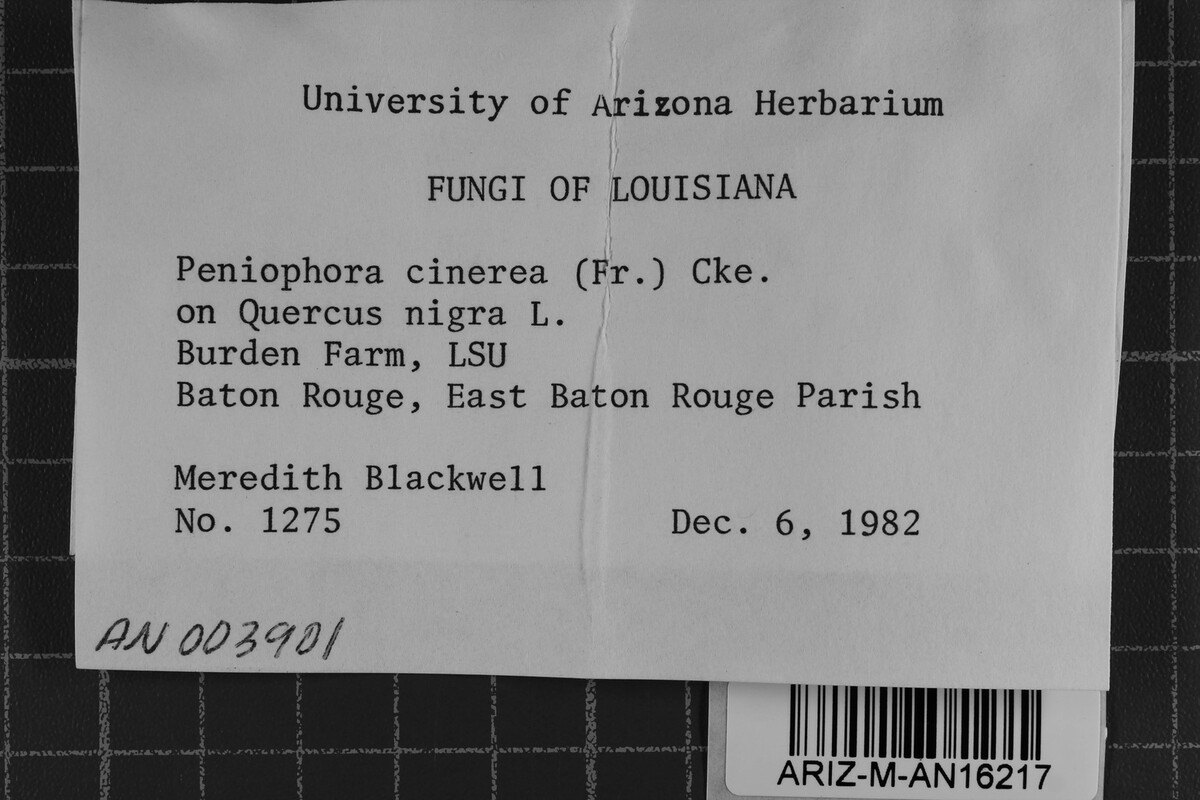 University of Arizona Herbarium
FUNGI OF LOUISIANA
Peniophora cinerea (Fr.) Cke.
on Quercus nigra L.
Burden Farm, LSU
Baton Rouge, East Baton Rouge Parish
Meredith Blackwell
No. 1275 Dec. 6, 1982
AN 003901
ARIZ-M-AN16217